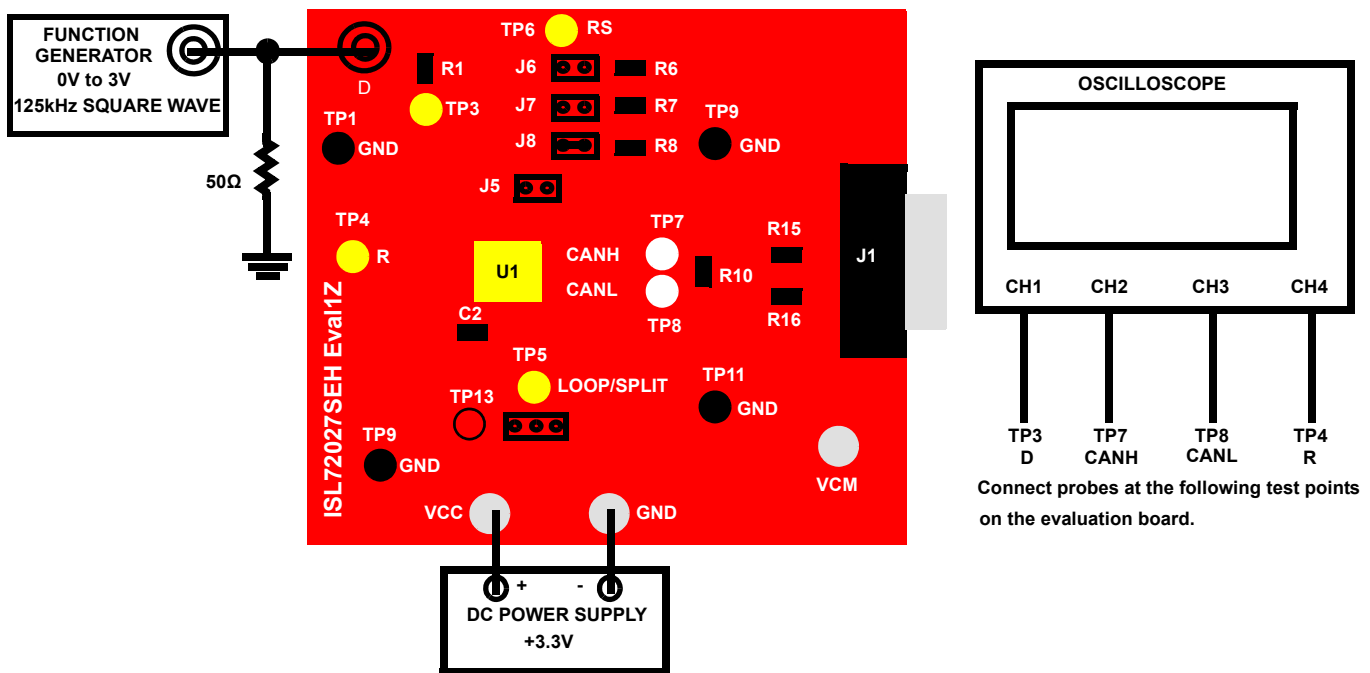 FUNCTION
GENERATOR
0V to 3V
125kHz SQUARE WAVE
50Ω
D
TP6
RS
R1
TP3
J6
R6
J7
R7
J8
R8
TP1
GND
TP9
GND
J5
TP4
R
U1
TP7
CANH
CANL
TP8
R10
R15
R16
J1
C2
TP5
LOOP/SPLIT
TP13
TP11
GND
TP9
GND
VCM
ISL72027SEH Eval1Z
VCC
GND
+ -
DC POWER SUPPLY
+3.3V
OSCILLOSCOPE
CH1 CH2 CH3 CH4
TP3 TP7 TP8 TP4
D CANH CANL R
Connect probes at the following test points
on the evaluation board.